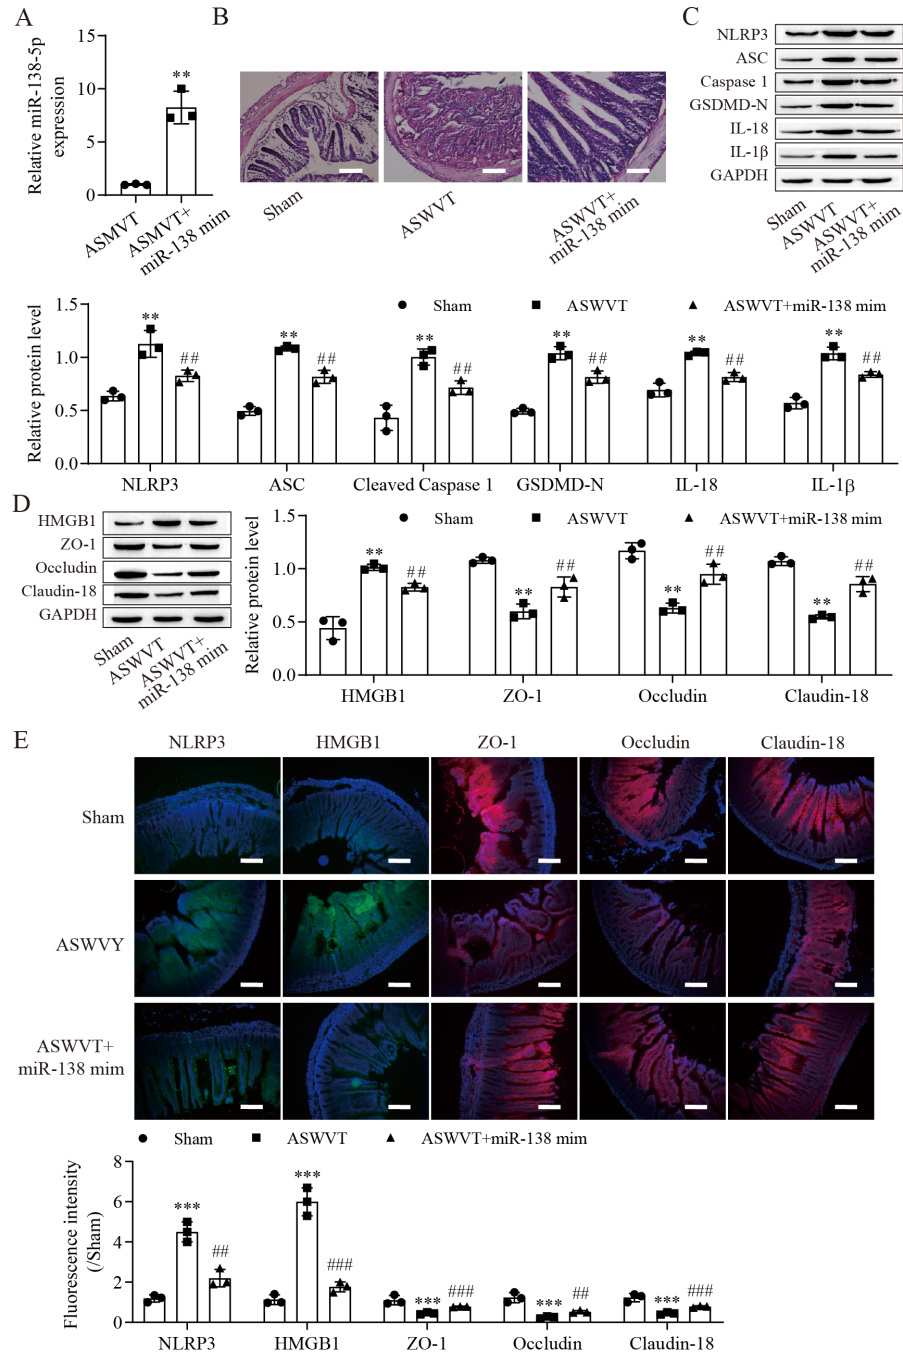 A
Relative miR-138-5p
expression
15
10
5
0
**
ASMVT
ASMVT+
miR-138 mim
B
Sham
ASWVT
ASWVT+
miR-138 mim
C
NLRP3
ASC
Caspase 1
GSDMD-N
IL-18
IL-1β
GAPDH
Sham
ASWVT
ASWVT+
miR-138 mim
Relative protein level
1.5
1.0
0.5
0.0
Sham
ASWVT
ASWVT+miR-138 mim
** ## ** ## ** ## ** ## ** ## ** ##
NLRP3
ASC
Cleaved Caspase 1
GSDMD-N
IL-18
IL-1β
D
HMGB1
ZO-1
Occludin
Claudin-18
GAPDH
Sham
ASWVT
ASWVT+
miR-138 mim
Relative protein level
1.5
1.0
0.5
0.0
Sham
ASWVT
ASWVT+miR-138 mim
** ## ** ## ** ## ** ##
HMGB1
ZO-1
Occludin
Claudin-18
E
NLRP3
HMGB1
ZO-1
Occludin
Claudin-18
Sham
ASWVY
ASWVT+
miR-138 mim
Sham
ASWVT
ASWVT+miR-138 mim
Fluorescence intensity
(/Sham)
8
6
4
2
0
*** ## *** ### *** ### *** ## *** ###
NLRP3
HMGB1
ZO-1
Occludin
Claudin-18